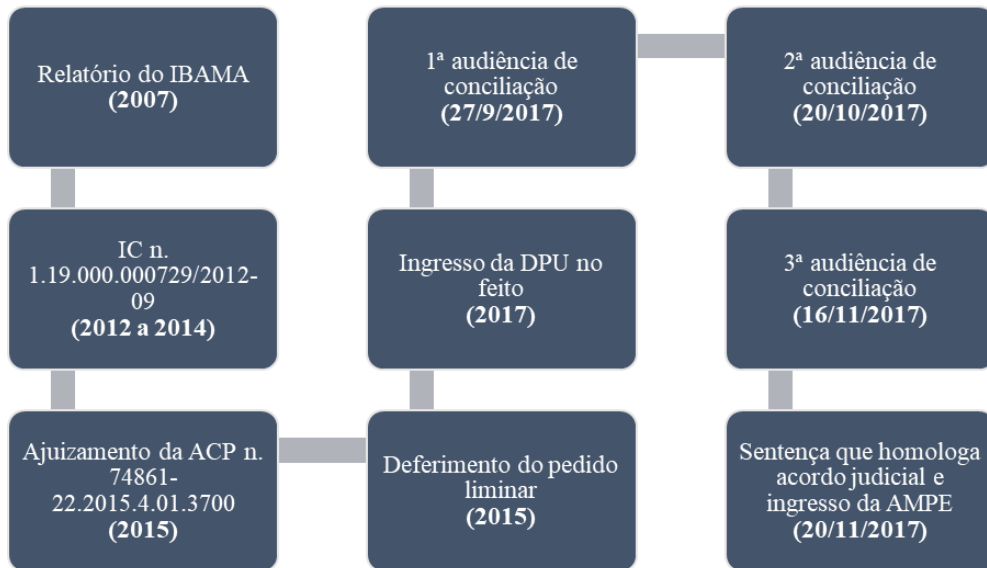 Relatório do IBAMA
(2007)
IC n.
1.19.000.000729/2012-
09
(2012 a 2014)
Ajuizamento da ACP n.
74861-
22.2015.4.01.3700
(2015)
Deferimento do pedido
liminar
(2015)
Ingresso da DPU no
feito
(2017)
1ª audiência de
conciliação
(27/9/2017)
2ª audiência de
conciliação
(20/10/2017)
3ª audiência de
conciliação
(16/11/2017)
Sentença que homologa
acordo judicial e
ingresso da AMPE
(20/11/2017)